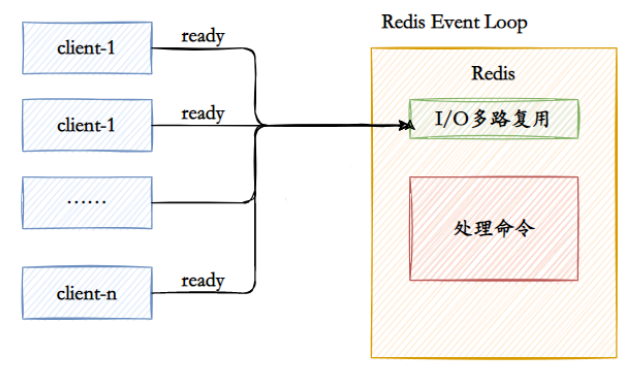 Redis Event Loop
client-1
ready
Redis
client-1
ready
I/O多路复用
……
处理命令
client-n
ready